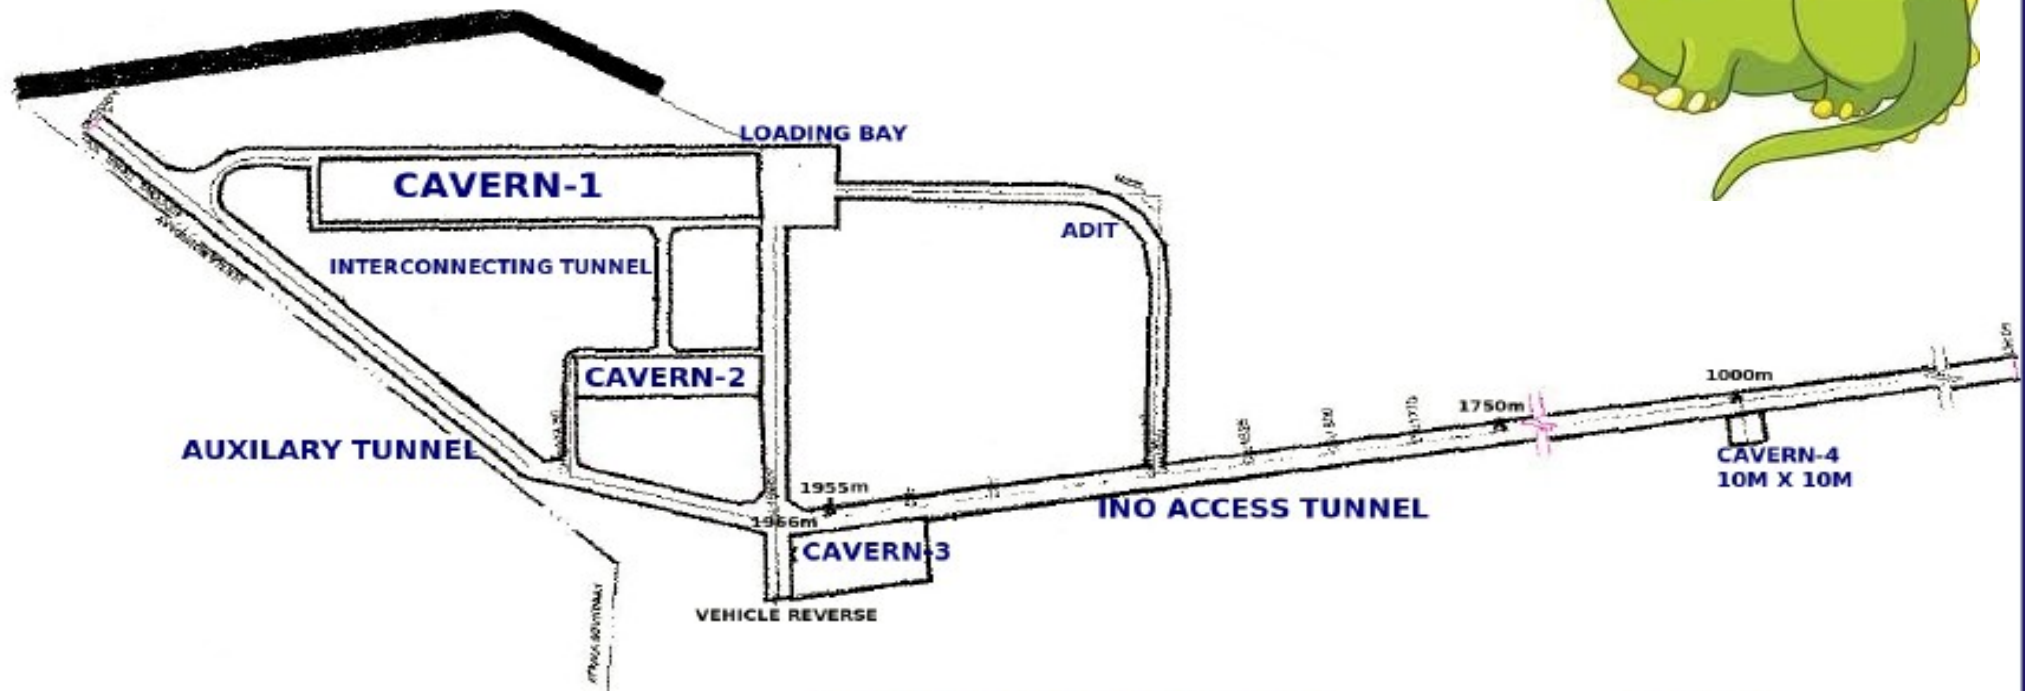 LOADING BAY
CAVERN-1
ADIT
INTERCONNECTING TUNNEL
CAVERN-2
1000m
1750m
AUXILARY TUNNEL
CAVERN-4
10M X 10M
1955m
INO ACCESS TUNNEL
1966m
CAVERN-3
VEHICLE REVERSE